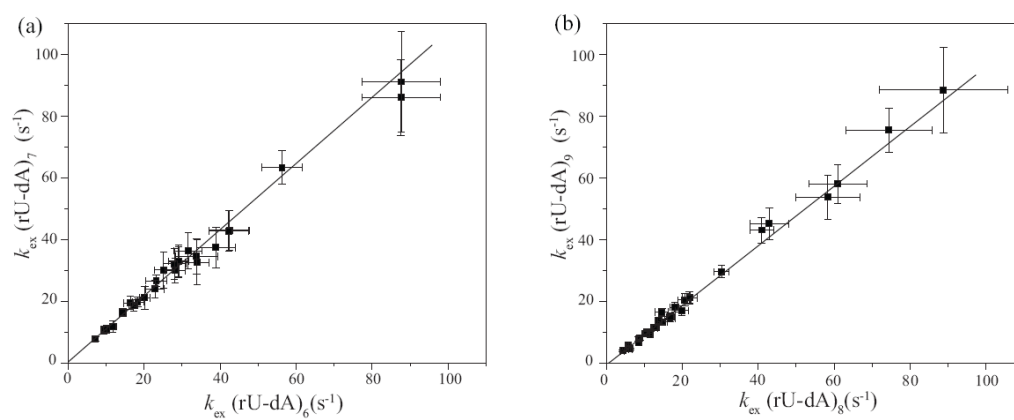 (a)
100
80
60
40
20
0
k_ex (rU-dA)_7 (s^-1)
0 20 40 60 80 100
k_ex (rU-dA)_6(s^-1)
(b)
100
80
60
40
20
0
k_ex (rU-dA)_9 (s^-1)
0 20 40 60 80 100
k_ex (rU-dA)_8(s^-1)